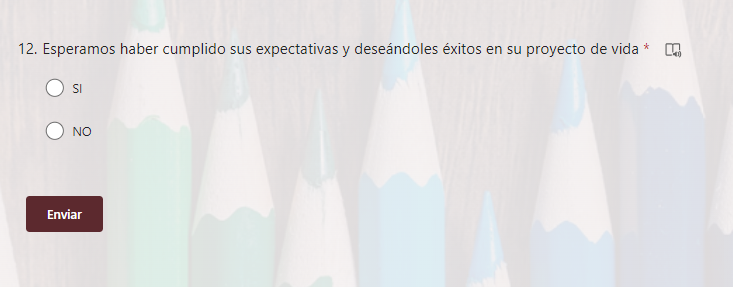 12. Esperamos haber cumplido sus expectativas y deseándoles éxitos en su proyecto de vida *
SI
NO
Enviar